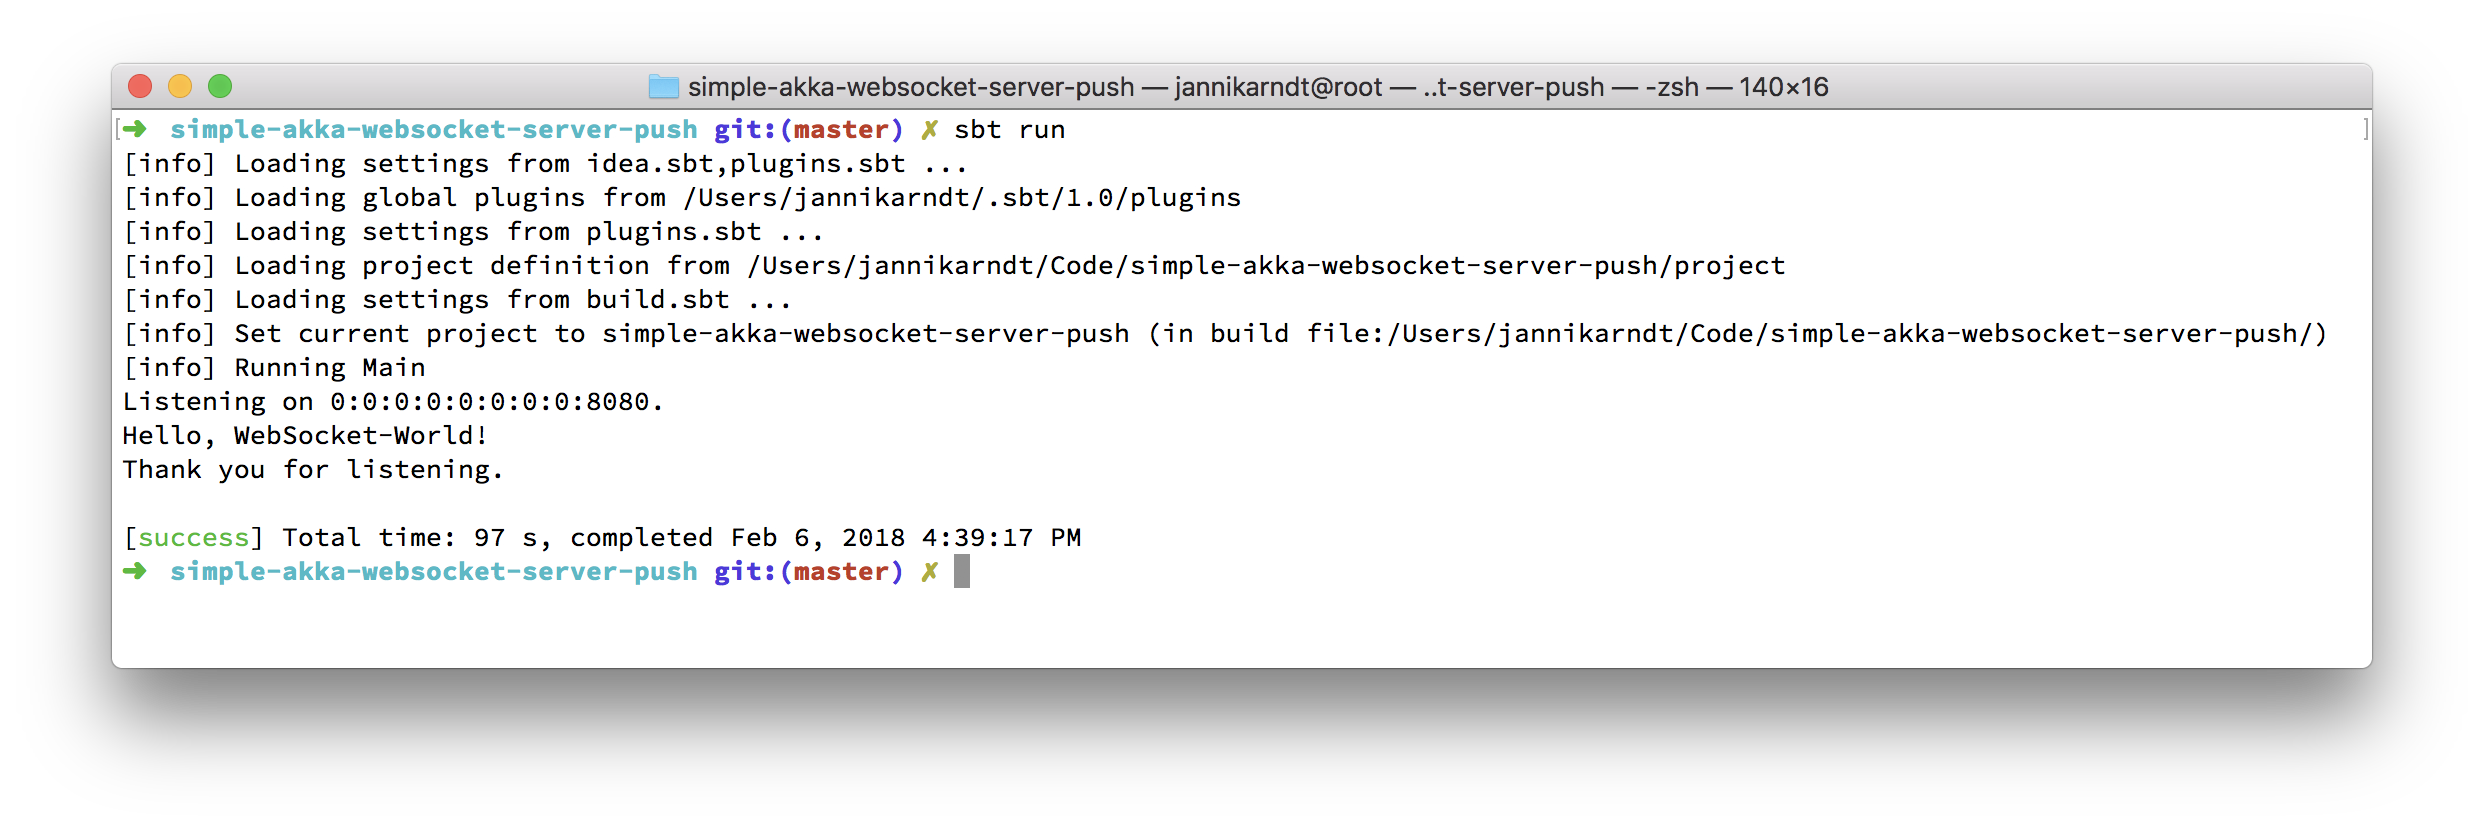 simple-akka-websocket-server-push — jannikarndt@root — ..t-server-push — -zsh — 140×16
[➜ simple-akka-websocket-server-push git:(master) ✗ sbt run ]
[info] Loading settings from idea.sbt,plugins.sbt ...
[info] Loading global plugins from /Users/jannikarndt/.sbt/1.0/plugins
[info] Loading settings from plugins.sbt ...
[info] Loading project definition from /Users/jannikarndt/Code/simple-akka-websocket-server-push/project
[info] Loading settings from build.sbt ...
[info] Set current project to simple-akka-websocket-server-push (in build file:/Users/jannikarndt/Code/simple-akka-websocket-server-push/)
[info] Running Main
Listening on 0:0:0:0:0:0:0:0:8080.
Hello, WebSocket-World!
Thank you for listening.
[success] Total time: 97 s, completed Feb 6, 2018 4:39:17 PM
➜ simple-akka-websocket-server-push git:(master) ✗